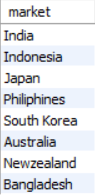 market
India
Indonesia
Japan
Philiphines
South Korea
Australia
Newzealand
Bangladesh